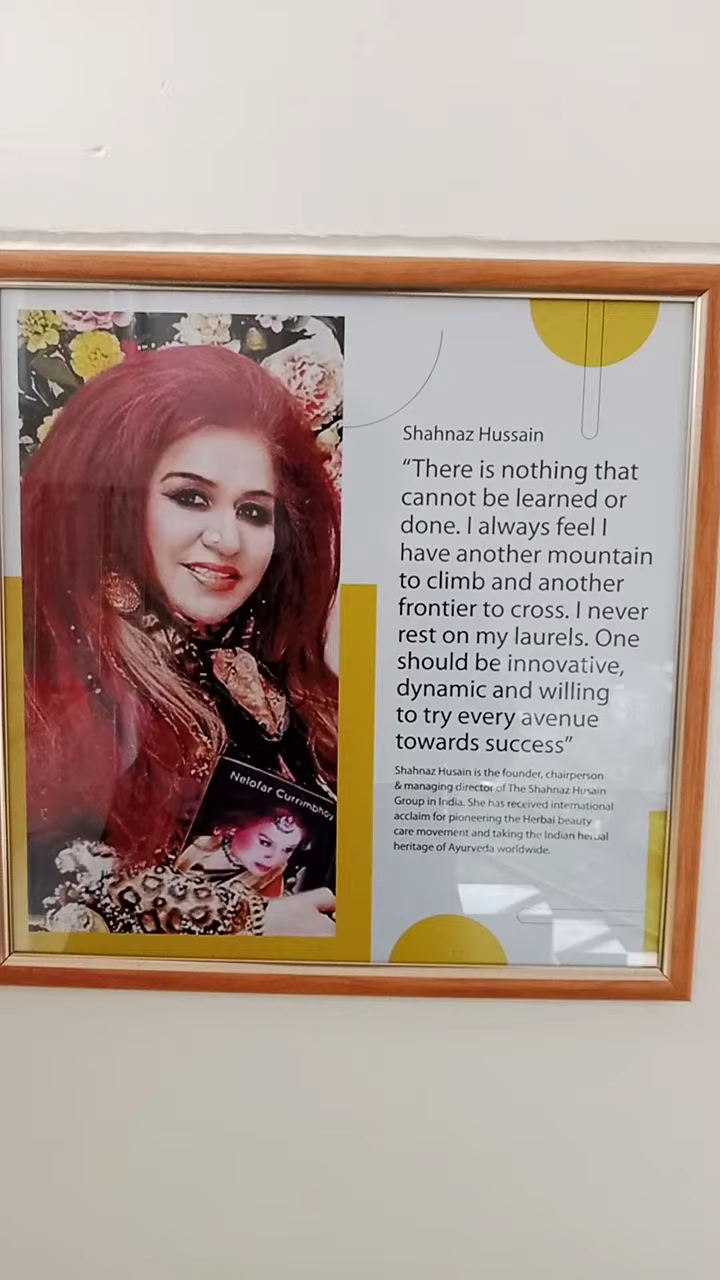 Shahnaz Hussain
“There is nothing that
cannot be learned or
done. I always feel I
have another mountain
to climb and another
frontier to cross. I never
rest on my laurels. One
should be innovative,
dynamic and willing
to try every avenue
towards success”
Shahnaz Husain is the founder, chairperson
& managing director of The Shahnaz Husain
Group in India. She has received international
acclaim for pioneering the Herbal beauty
care movement and taking the Indian herbal
heritage of Ayurveda worldwide.
Nelofar Currimbhoy